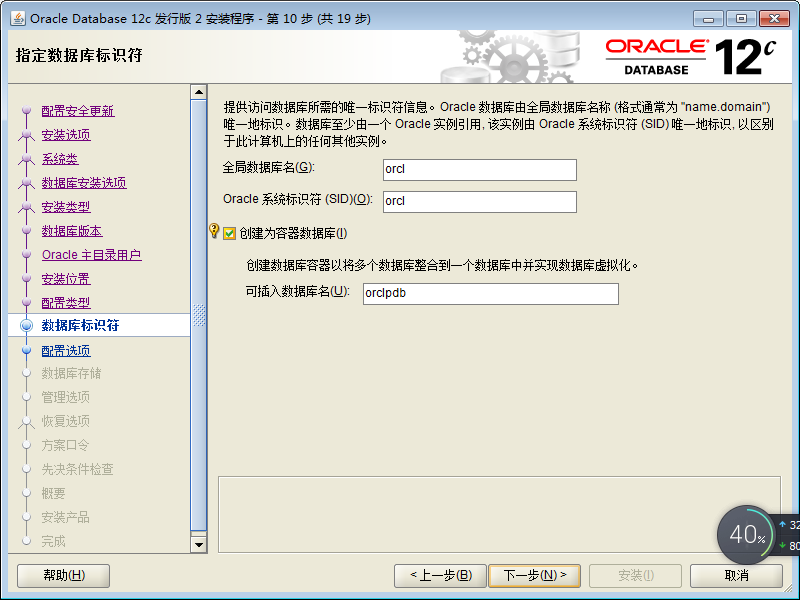 Oracle Database 12c 发行版 2 安装程序 - 第 10 步 (共 19 步)
指定数据库标识符
ORACLE®
DATABASE
12c
配置安全更新
安装选项
系统类
数据库安装选项
安装类型
数据库版本
Oracle 主目录用户
安装位置
配置类型
数据库标识符
配置选项
数据库存储
管理选项
恢复选项
方案口令
先决条件检查
概要
安装产品
完成
提供访问数据库所需的唯一标识符信息。Oracle 数据库由全局数据库名称 (格式通常为 "name.domain")
唯一地标识。数据库至少由一个 Oracle 实例引用, 该实例由 Oracle 系统标识符 (SID) 唯一地标识, 以区别
于此计算机上的任何其他实例。
全局数据库名(G): orcl
Oracle 系统标识符 (SID)(O): orcl
创建为容器数据库(I)
创建数据库容器以将多个数据库整合到一个数据库中并实现数据库虚拟化。
可插入数据库名(U): orclpdb
40%
32
80
帮助(H)
< 上一步(B)
下一步(N) >
安装(I)
取消